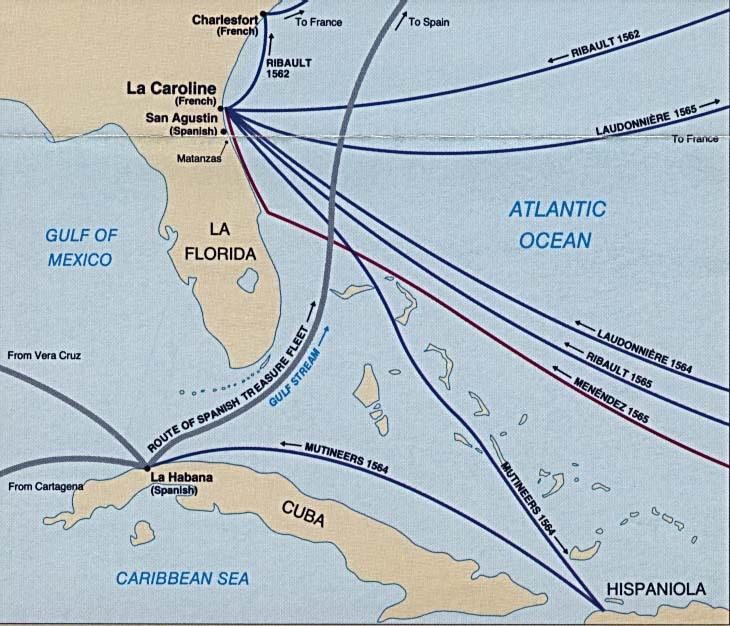 Charlesfort
(French)
To France
To Spain
RIBAULT
1562
RIBAULT 1562
La Caroline
(French)
San Agustin
(Spanish)
Matanzas
LAUDONNIÈRE 1565
To France
ATLANTIC
OCEAN
GULF OF
MEXICO
LA
FLORIDA
LAUDONNIÈRE 1564
RIBAULT 1565
MENÉNDEZ 1565
From Vera Cruz
ROUTE OF SPANISH TREASURE FLEET
GULF STREAM
MUTINEERS 1564
MUTINEERS 1564
La Habana
(Spanish)
From Cartagena
CUBA
CARIBBEAN SEA
HISPANIOLA